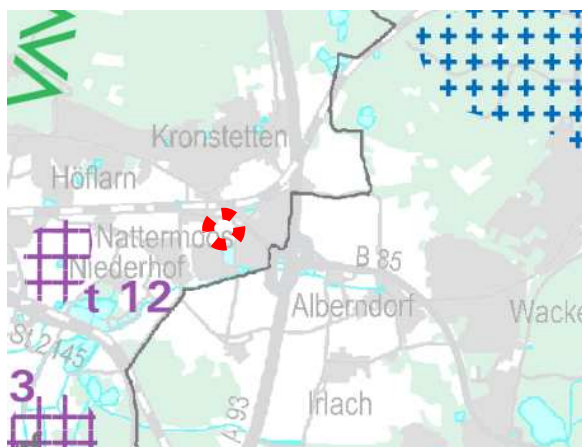 Kronstetten
Höflarn
Nattermoos
Niederhof
B 85
t 12
Alberndorf
Wacke
St 2145
3
Irlach
A 93